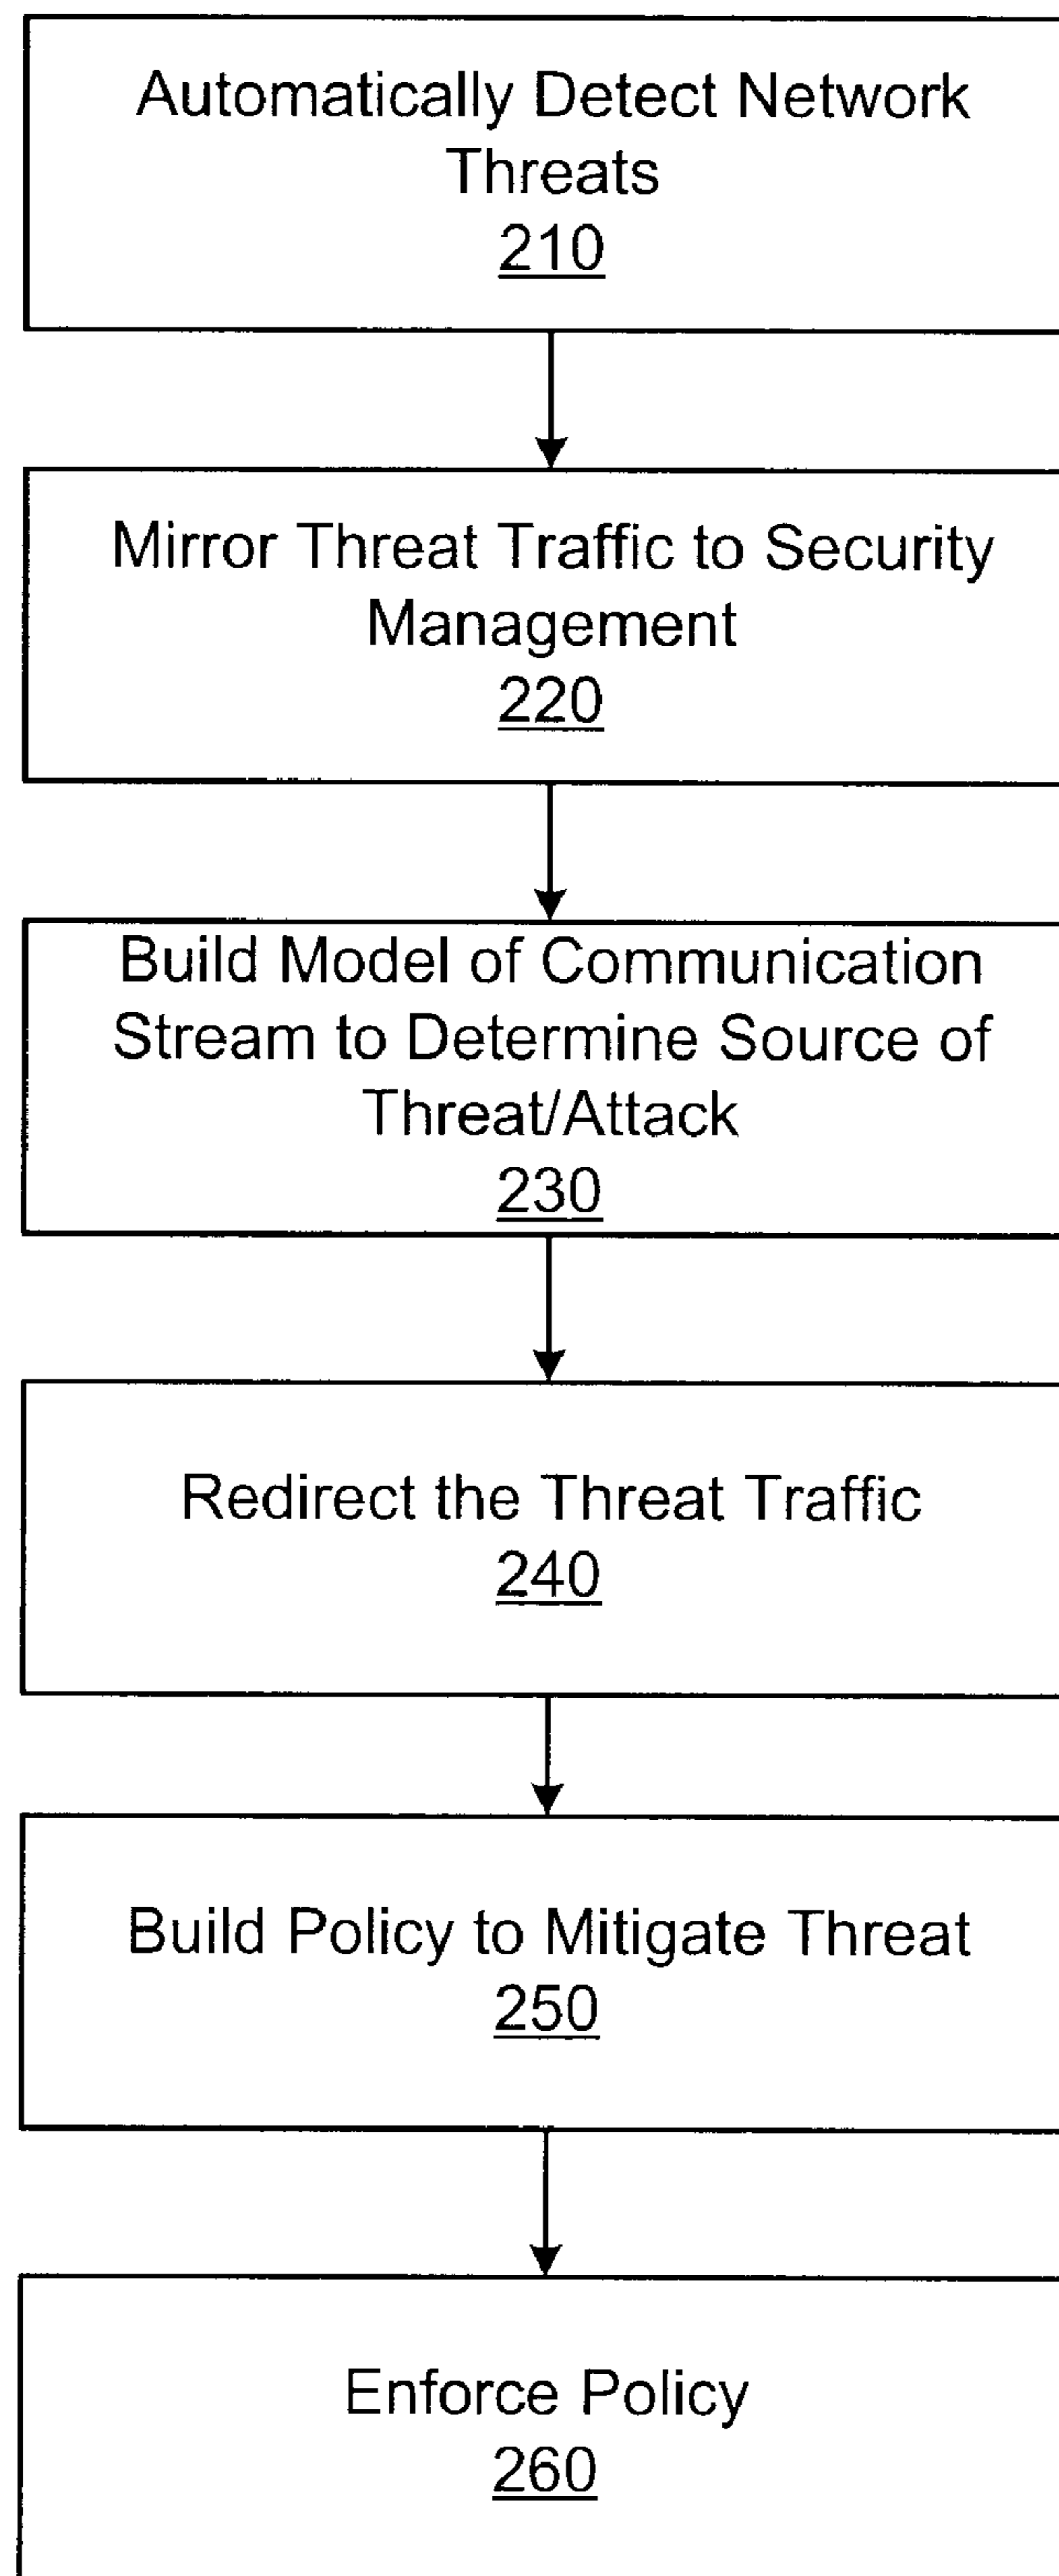 Automatically Detect Network
Threats
210
Mirror Threat Traffic to Security
Management
220
Build Model of Communication
Stream to Determine Source of
Threat/Attack
230
Redirect the Threat Traffic
240
Build Policy to Mitigate Threat
250
Enforce Policy
260